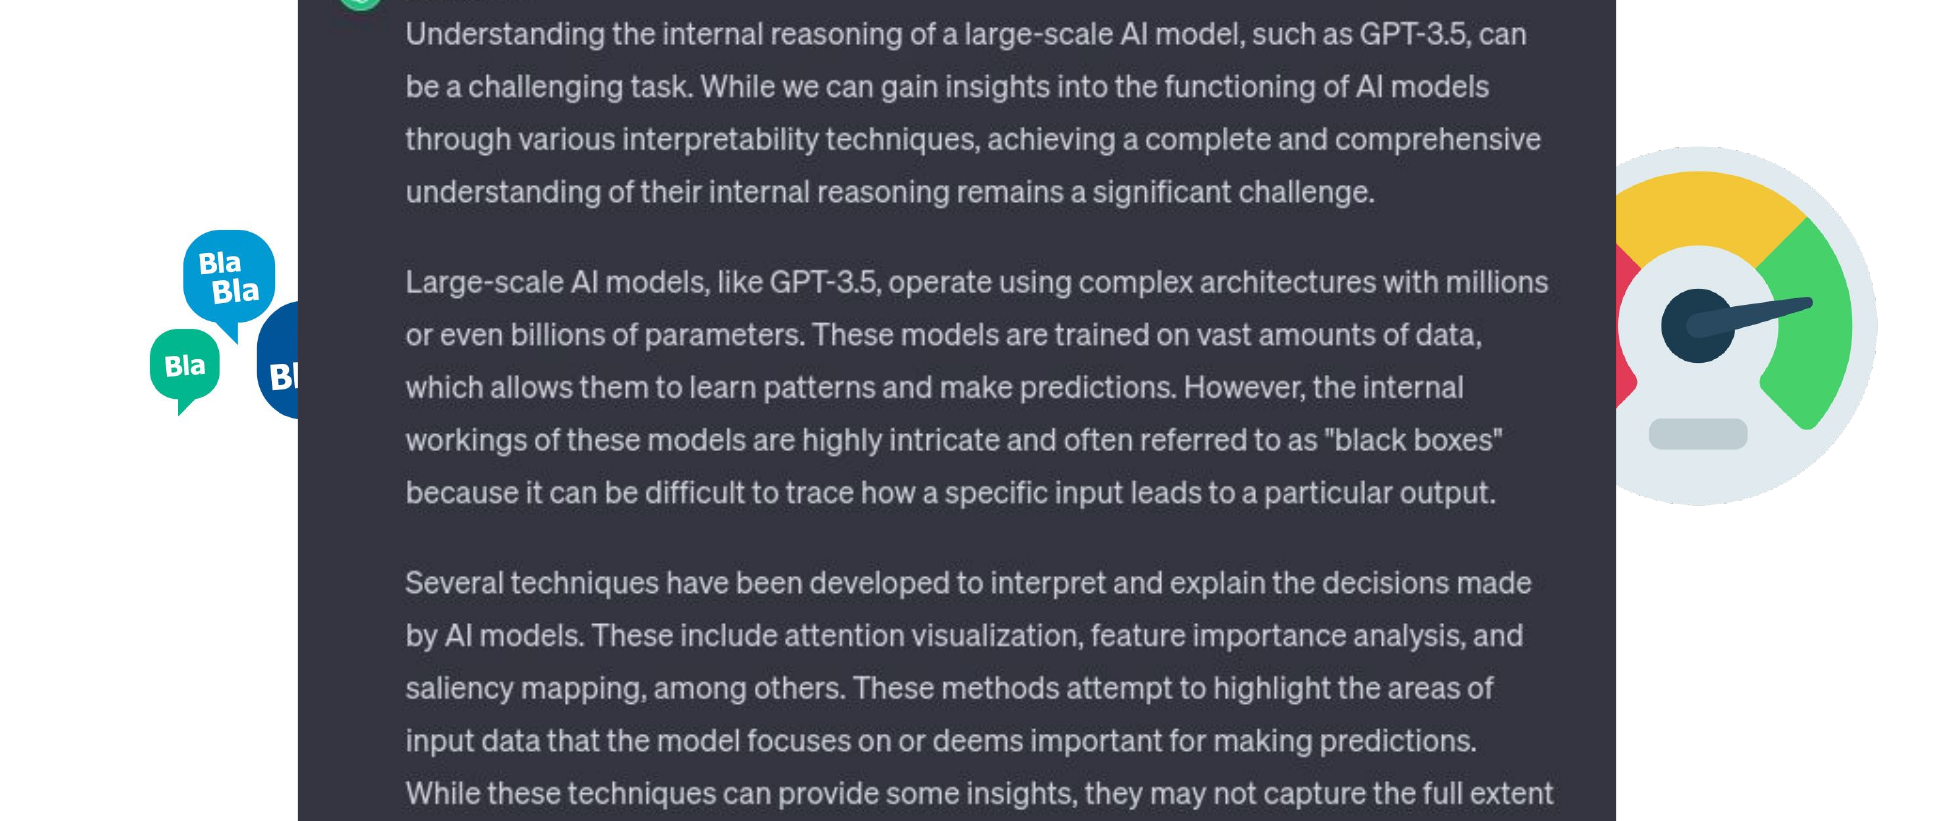 Understanding the internal reasoning of a large-scale AI model, such as GPT-3.5, can
be a challenging task. While we can gain insights into the functioning of AI models
through various interpretability techniques, achieving a complete and comprehensive
understanding of their internal reasoning remains a significant challenge.
Large-scale AI models, like GPT-3.5, operate using complex architectures with millions
or even billions of parameters. These models are trained on vast amounts of data,
which allows them to learn patterns and make predictions. However, the internal
workings of these models are highly intricate and often referred to as "black boxes"
because it can be difficult to trace how a specific input leads to a particular output.
Several techniques have been developed to interpret and explain the decisions made
by AI models. These include attention visualization, feature importance analysis, and
saliency mapping, among others. These methods attempt to highlight the areas of
input data that the model focuses on or deems important for making predictions.
While these techniques can provide some insights, they may not capture the full extent
Bla
Bla
Bla